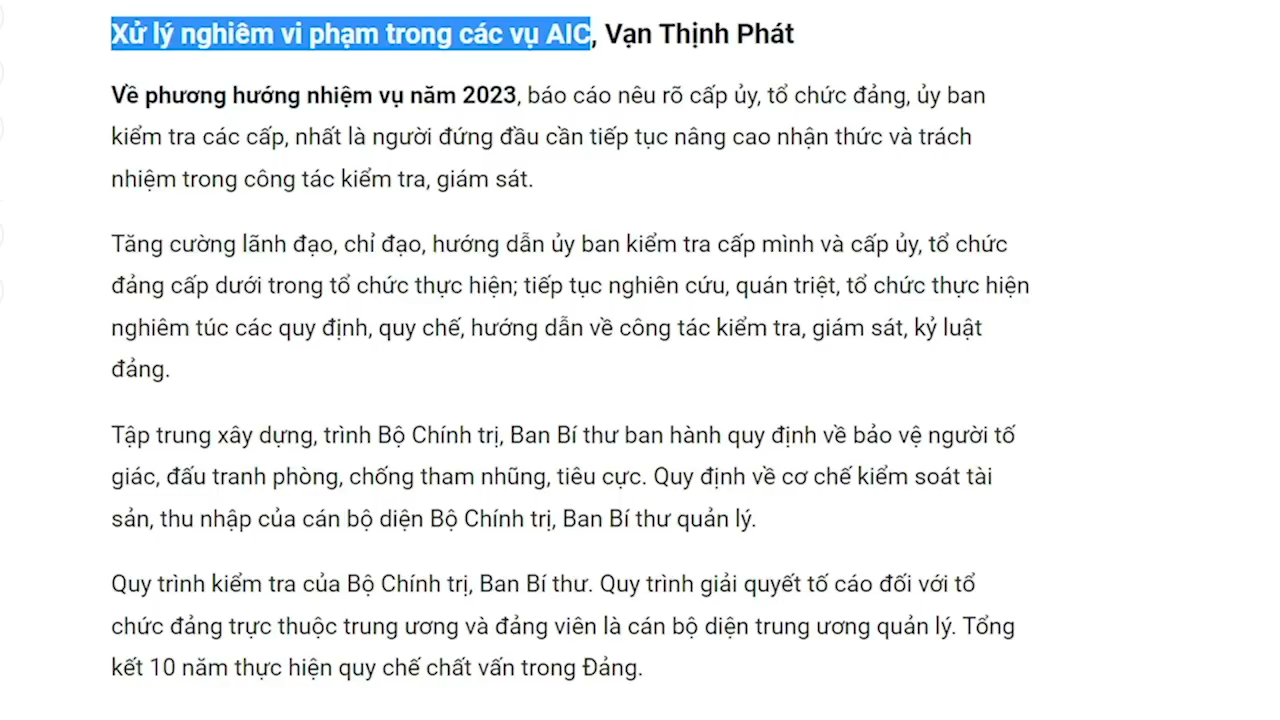 Xử lý nghiêm vi phạm trong các vụ AIC, Vạn Thịnh Phát
Về phương hướng nhiệm vụ năm 2023, báo cáo nêu rõ cấp ủy, tổ chức đảng, ủy ban
kiểm tra các cấp, nhất là người đứng đầu cần tiếp tục nâng cao nhận thức và trách
nhiệm trong công tác kiểm tra, giám sát.
Tăng cường lãnh đạo, chỉ đạo, hướng dẫn ủy ban kiểm tra cấp mình và cấp ủy, tổ chức
đảng cấp dưới trong tổ chức thực hiện; tiếp tục nghiên cứu, quán triệt, tổ chức thực hiện
nghiêm túc các quy định, quy chế, hướng dẫn về công tác kiểm tra, giám sát, kỷ luật
đảng.
Tập trung xây dựng, trình Bộ Chính trị, Ban Bí thư ban hành quy định về bảo vệ người tố
giác, đấu tranh phòng, chống tham nhũng, tiêu cực. Quy định về cơ chế kiểm soát tài
sản, thu nhập của cán bộ diện Bộ Chính trị, Ban Bí thư quản lý.
Quy trình kiểm tra của Bộ Chính trị, Ban Bí thư. Quy trình giải quyết tố cáo đối với tổ
chức đảng trực thuộc trung ương và đảng viên là cán bộ diện trung ương quản lý. Tổng
kết 10 năm thực hiện quy chế chất vấn trong Đảng.